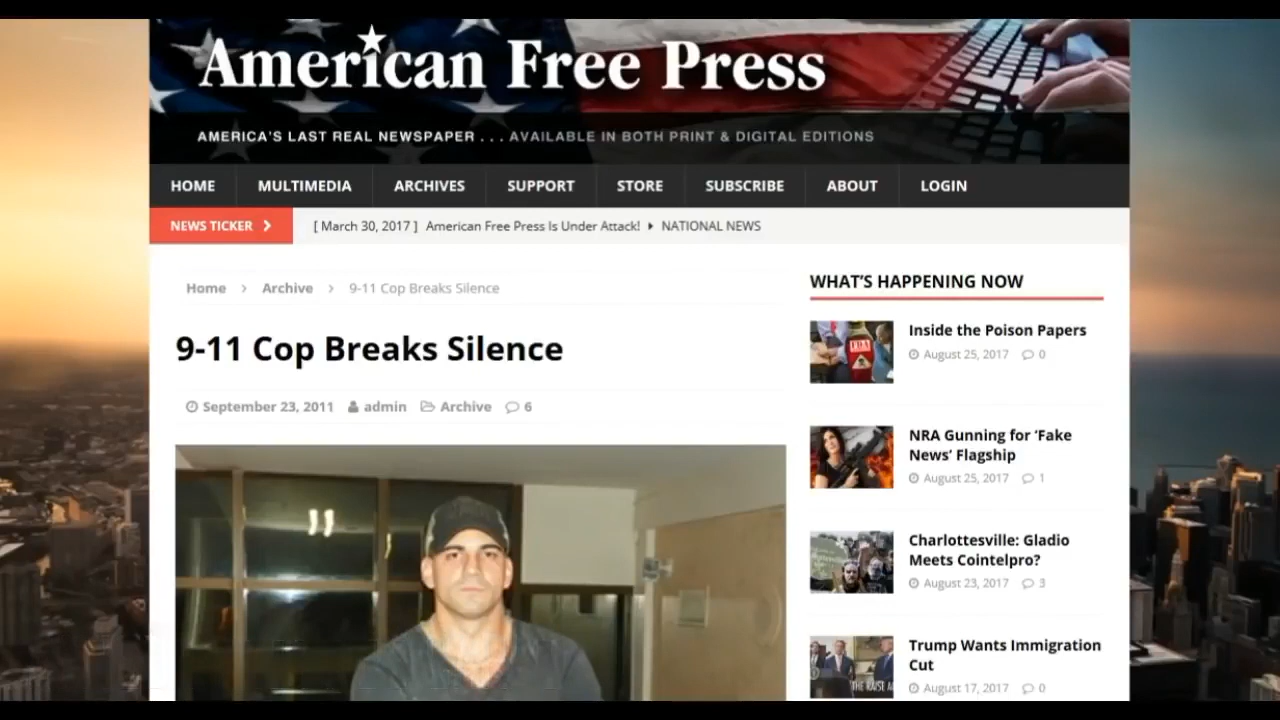 American Free Press
AMERICA'S LAST REAL NEWSPAPER . . . AVAILABLE IN BOTH PRINT & DIGITAL EDITIONS
HOME MULTIMEDIA ARCHIVES SUPPORT STORE SUBSCRIBE ABOUT LOGIN
NEWS TICKER [ March 30, 2017 ] American Free Press Is Under Attack! NATIONAL NEWS
Home Archive 9-11 Cop Breaks Silence
9-11 Cop Breaks Silence
September 23, 2011 admin Archive 6
WHAT'S HAPPENING NOW
Inside the Poison Papers
August 25, 2017 0
NRA Gunning for 'Fake
News' Flagship
August 25, 2017 1
Charlottesville: Gladio
Meets Cointelpro?
August 23, 2017 3
Trump Wants Immigration
Cut
August 17, 2017 0
THE RAISE A